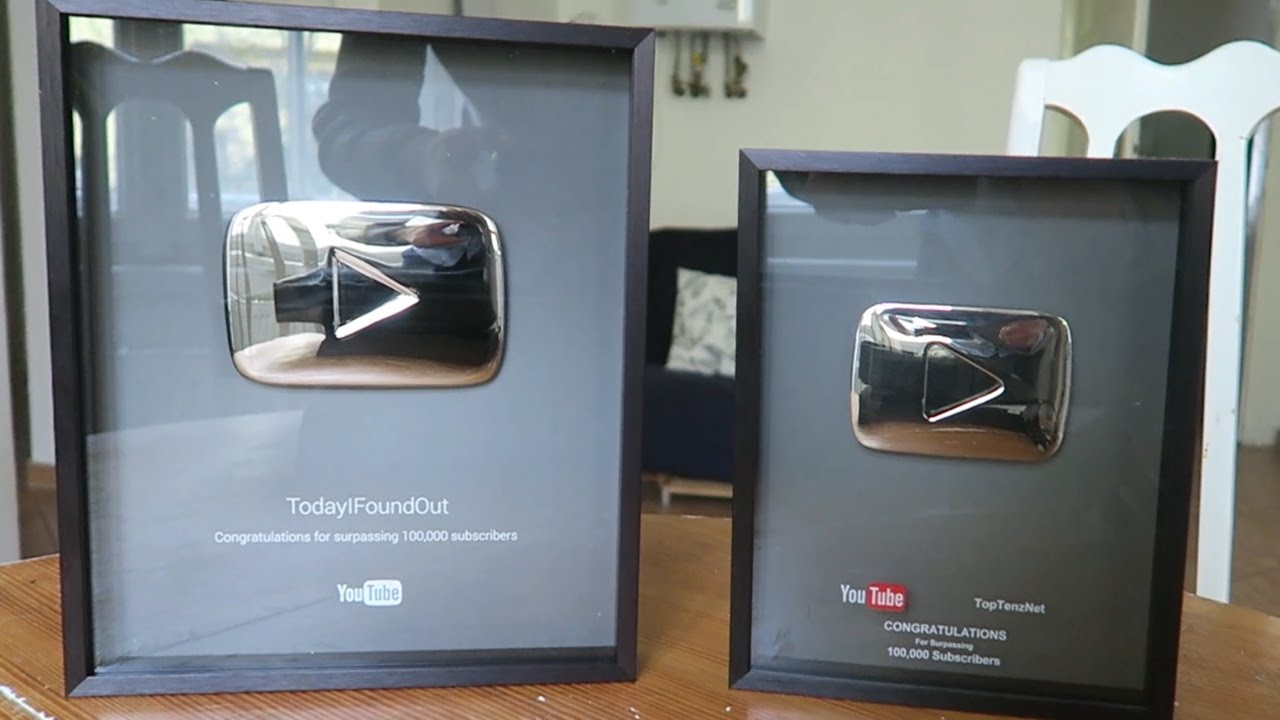 TodayIFoundOut
Congratulations for surpassing 100,000 subscribers
YouTube
YouTube TopTenzNet
CONGRATULATIONS
For Surpassing
100,000 Subscribers